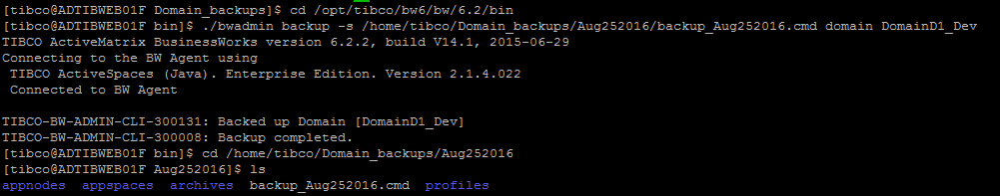 [tibco@ADTIBWEB01F Domain_backups]$ cd /opt/tibco/bw6/bw/6.2/bin
[tibco@ADTIBWEB01F bin]$ ./bwadmin backup -s /home/tibco/Domain_backups/Aug252016/backup_Aug252016.cmd domain DomainD1_Dev
TIBCO ActiveMatrix BusinessWorks version 6.2.2, build V14.1, 2015-06-29
Connecting to the BW Agent using
 TIBCO ActiveSpaces (Java). Enterprise Edition. Version 2.1.4.022
 Connected to BW Agent
TIBCO-BW-ADMIN-CLI-300131: Backed up Domain [DomainD1_Dev]
TIBCO-BW-ADMIN-CLI-300008: Backup completed.
[tibco@ADTIBWEB01F bin]$ cd /home/tibco/Domain_backups/Aug252016
[tibco@ADTIBWEB01F Aug252016]$ ls
appnodes  appspaces  archives  backup_Aug252016.cmd  profiles